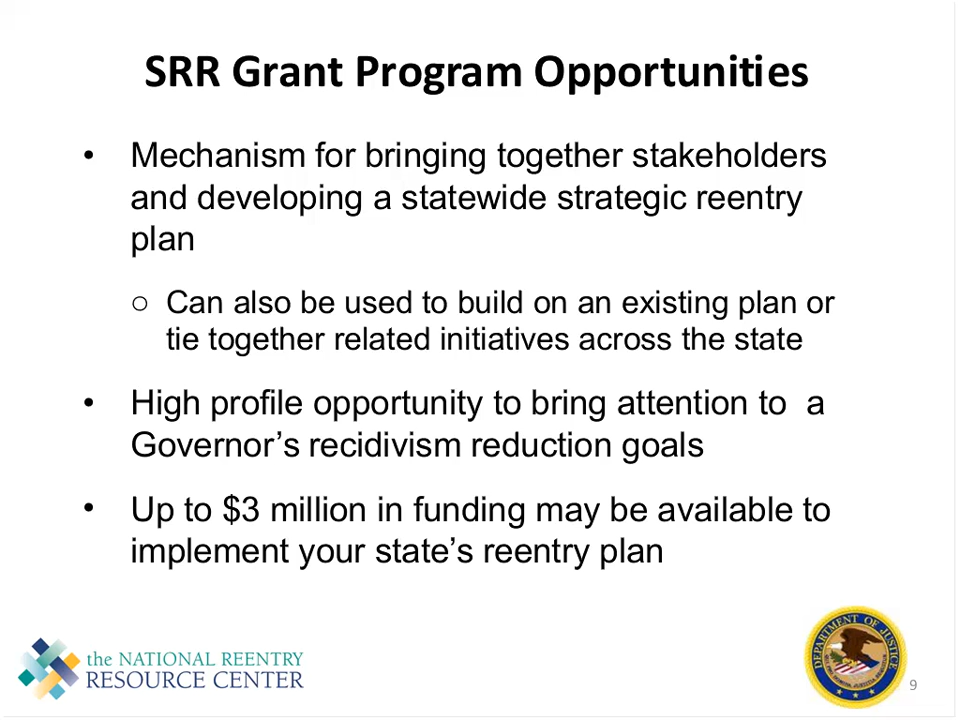 SRR Grant Program Opportunities
• Mechanism for bringing together stakeholders
and developing a statewide strategic reentry
plan
○ Can also be used to build on an existing plan or
tie together related initiatives across the state
• High profile opportunity to bring attention to  a
Governor’s recidivism reduction goals
• Up to $3 million in funding may be available to
implement your state’s reentry plan
the NATIONAL REENTRY
RESOURCE CENTER
DEPARTMENT OF JUSTICE
9